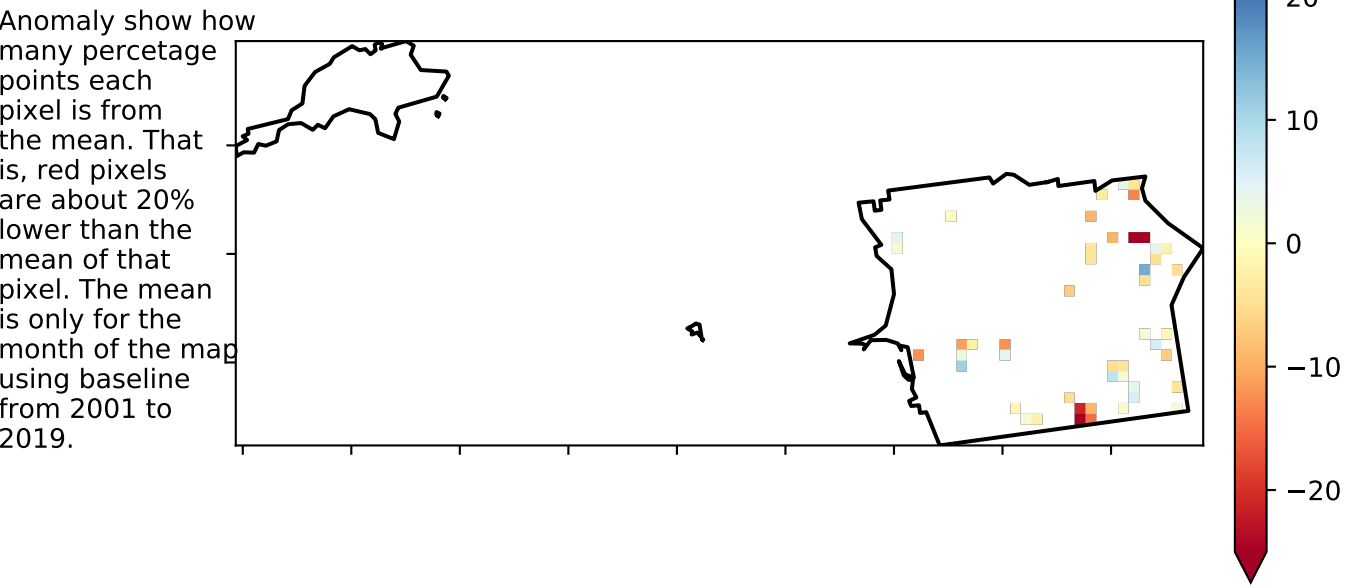 Anomaly show how
many percetage
points each
pixel is from
the mean. That
is, red pixels
are about 20%
lower than the
mean of that
pixel. The mean
is only for the
month of the map
using baseline
from 2001 to
2019.
20
10
0
−10
−20